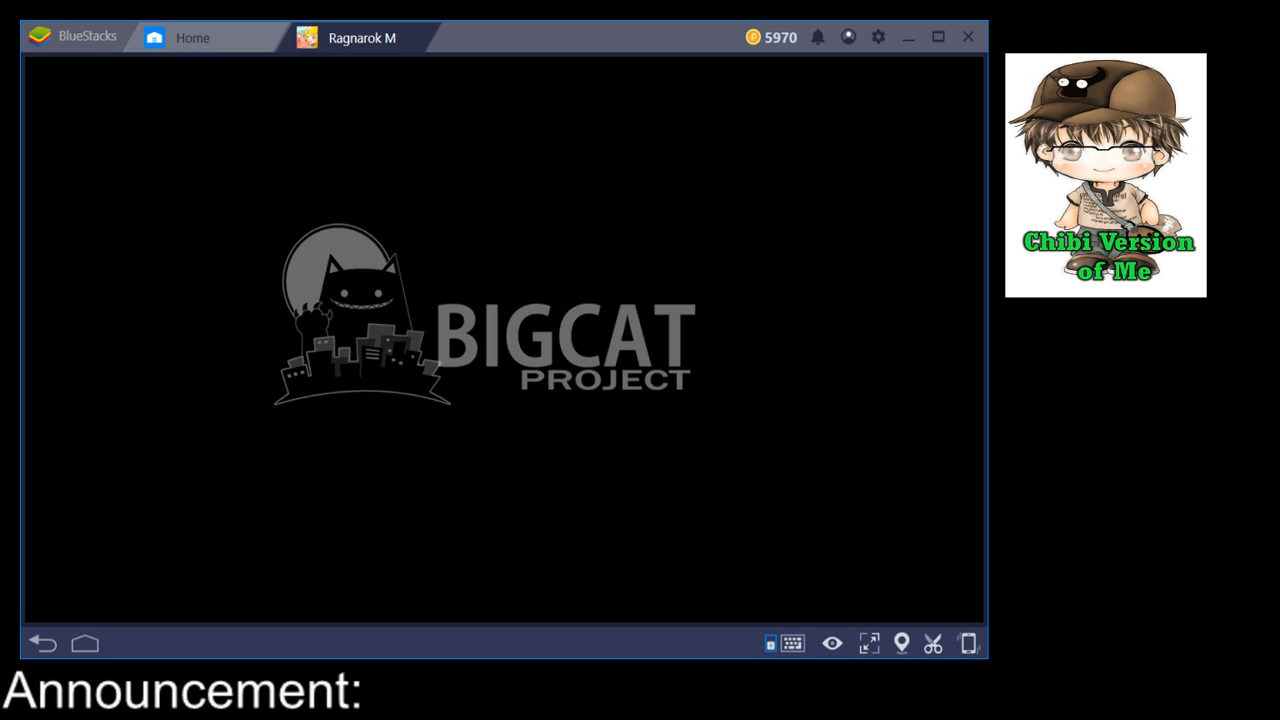 BlueStacks
Home
Ragnarok M
5970
BIGCAT
PROJECT
Chibi Version
of Me
Announcement: